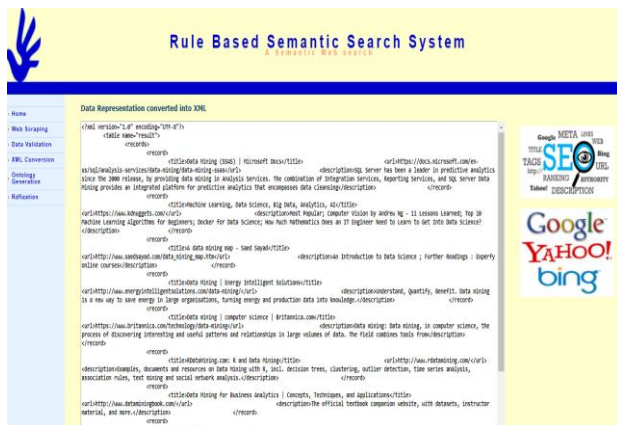 Rule Based Semantic Search System
A Semantic Web search
Home
Web Scraping
Data Validation
XML Conversion
Ontology
Generation
Reflexation
Data Representation converted into XML
<?xml version="1.0" encoding="UTF-8"?>
<table name="result">
<records>
<record>
<title>Data Mining (SSAS) | Microsoft Docs</title> <url>https://docs.microsoft.com/en-
us/sql/analysis-services/data-mining/data-mining-ssas</url> <description>SQL Server has been a leader in predictive analytics
since the 2000 release, by providing data mining in Analysis Services. The combination of Integration Services, Reporting Services, and SQL Server Data
Mining provides an integrated platform for predictive analytics that encompasses data cleansing</description> </record>
<record>
<title>Machine Learning, Data Science, Big Data, Analytics, AI</title>
<url>https://www.kdnuggets.com/</url> <description>Most Popular; Computer Vision by Andrew Ng - 11 Lessons Learned; Top 10
Machine Learning Algorithms for Beginners; Docker for Data Science; How Much Mathematics Does an IT Engineer Need to Learn to Get Into Data Science?
</description> </record>
<record>
<title>A data mining map - Saed Sayad</title>
<url>http://www.saedsayad.com/data_mining_map.htm</url> <description>An Introduction to Data Science ; Further Readings : Experfy
online courses</description> </record>
<record>
<title>Data Mining | Energy Intelligent Solutions</title>
<url>http://www.energyintelligentsolutions.com/data-mining/</url> <description>Understand, Quantify, Benefit. Data mining
is a new way to save energy in large organisations, turning energy and production data into knowledge.</description> </record>
<record>
<title>Data mining | computer science | Britannica.com</title>
<url>https://www.britannica.com/technology/data-mining</url> <description>Data mining: Data mining, in computer science, the
process of discovering interesting and useful patterns and relationships in large volumes of data. The field combines tools from</description>
</record>
<record>
<title>RDataMining.com: R and Data Mining</title> <url>http://www.rdatamining.com/</url>
<description>Examples, documents and resources on Data Mining with R, incl. decision trees, clustering, outlier detection, time series analysis,
association rules, text mining and social network analysis.</description> </record>
<record>
<title>Data Mining for Business Analytics | Concepts, Techniques, and Applications</title>
<url>http://www.dataminingbook.com/</url> <description>The official textbook companion website, with datasets, instructor
material, and more.</description> </record>
<record>
Google META LINKS
TITLE WEB
TAGS SEO Bing
http:// URL
RANKING AUTHORITY
Yahoo! DESCRIPTION
Google
YAHOO!
bing